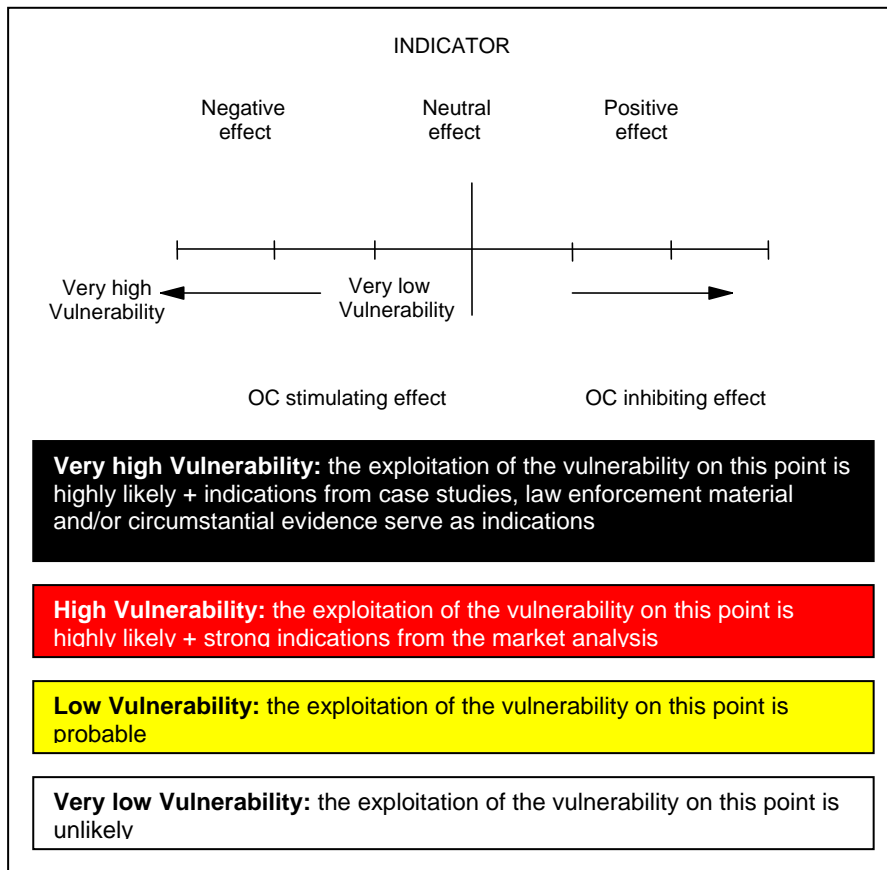 INDICATOR
Negative effect
Neutral effect
Positive effect
Very high Vulnerability
Very low Vulnerability
OC stimulating effect
OC inhibiting effect
Very high Vulnerability: the exploitation of the vulnerability on this point is
highly likely + indications from case studies, law enforcement material
and/or circumstantial evidence serve as indications
High Vulnerability: the exploitation of the vulnerability on this point is
highly likely + strong indications from the market analysis
Low Vulnerability: the exploitation of the vulnerability on this point is
probable
Very low Vulnerability: the exploitation of the vulnerability on this point is
unlikely